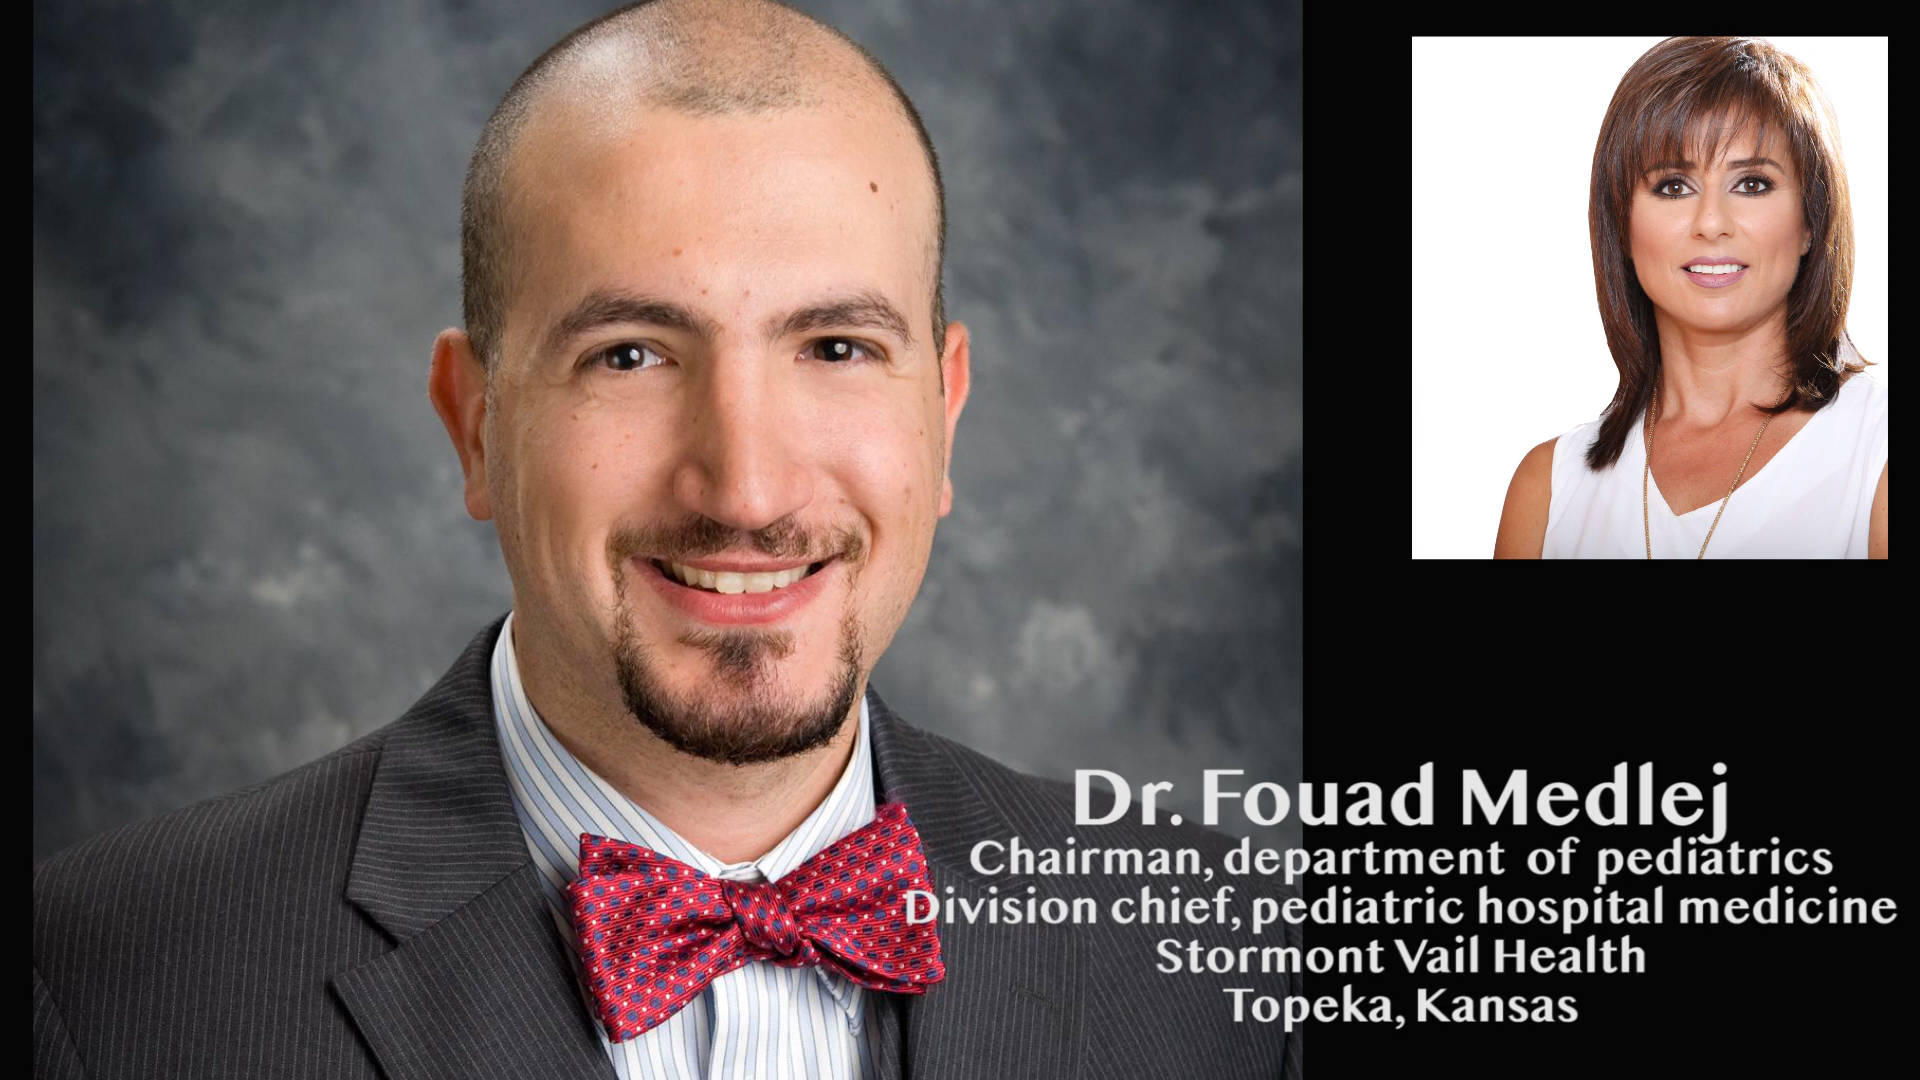 Dr. Fouad Medlej
Chairman, department of pediatrics
Division chief, pediatric hospital medicine
Stormont Vail Health
Topeka, Kansas